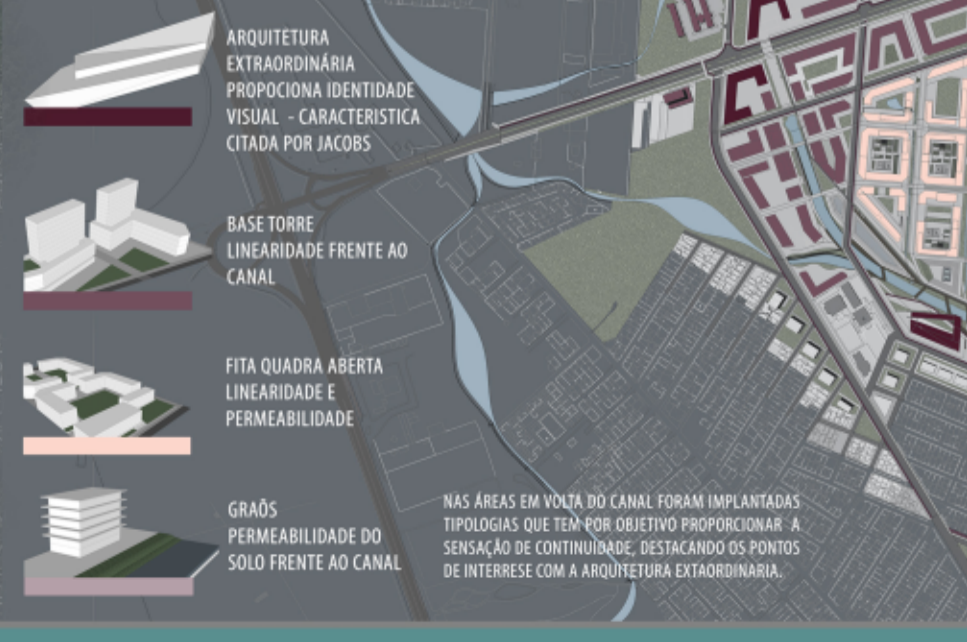 ARQUITETURA
EXTRAORDINÁRIA
PROPOCIONA IDENTIDADE
VISUAL - CARACTERISTICA
CITADA POR JACOBS
BASE TORRE
LINEARIDADE FRENTE AO
CANAL
FITA QUADRA ABERTA
LINEARIDADE E
PERMEABILIDADE
GRAÕS
PERMEABILIDADE DO
SOLO FRENTE AO CANAL
NAS ÁREAS EM VOLTA DO CANAL FORAM IMPLANTADAS
TIPOLOGIAS QUE TEM POR OBJETIVO PROPORCIONAR A
SENSAÇÃO DE CONTINUIDADE, DESTACANDO OS PONTOS
DE INTERRESE COM A ARQUITETURA EXTAORDINARIA.